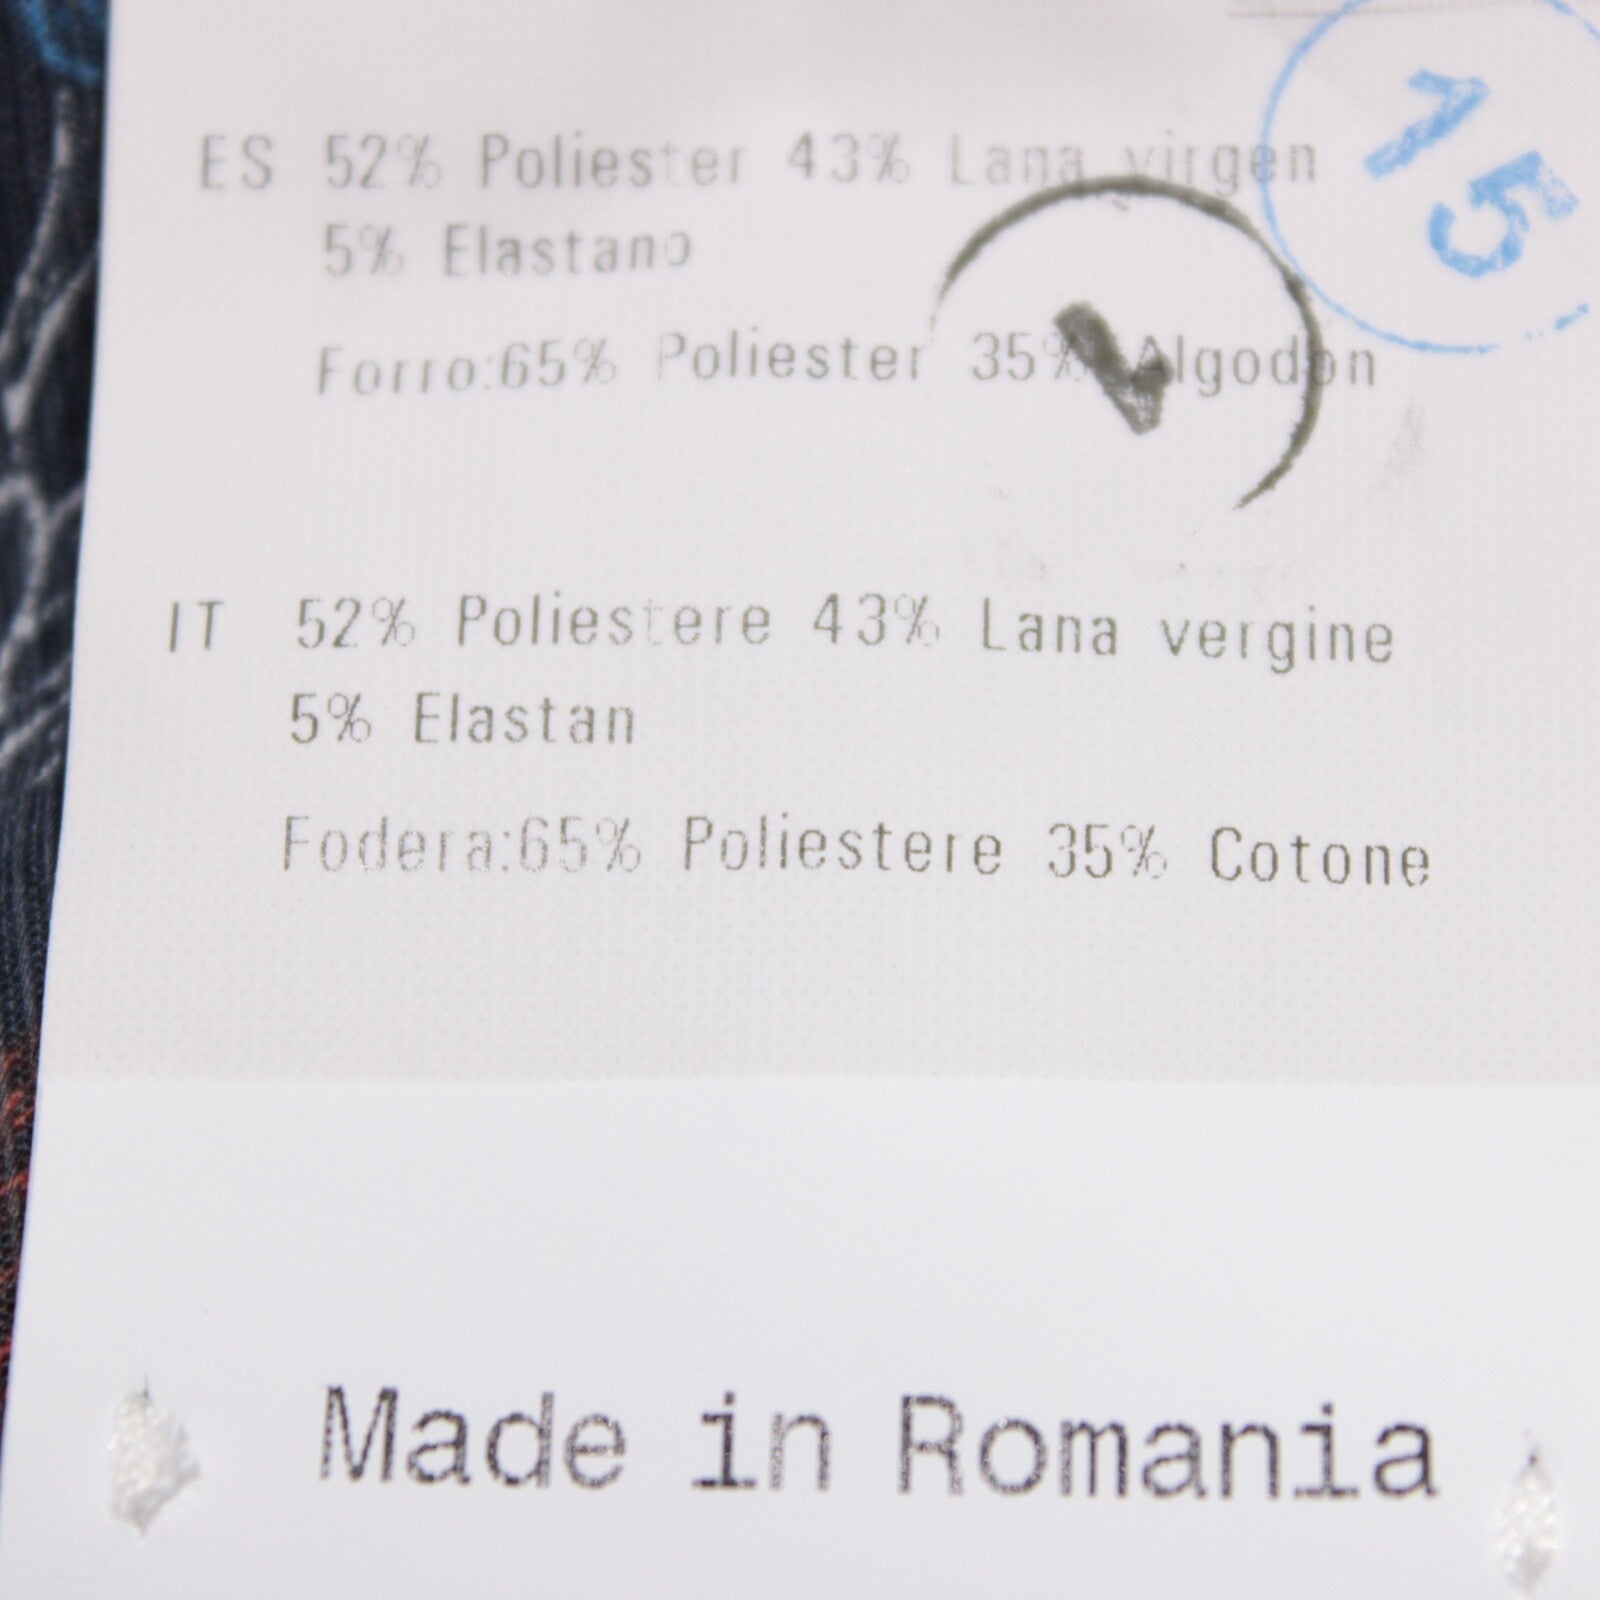 ES 52% Poliester 43% Lana virgen
5% Elastano
Forro:65% Poliester 35% Algodon
15
IT 52% Poliestere 43% Lana vergine
5% Elastan
Fodera:65% Poliestere 35% Cotone
Made in Romania